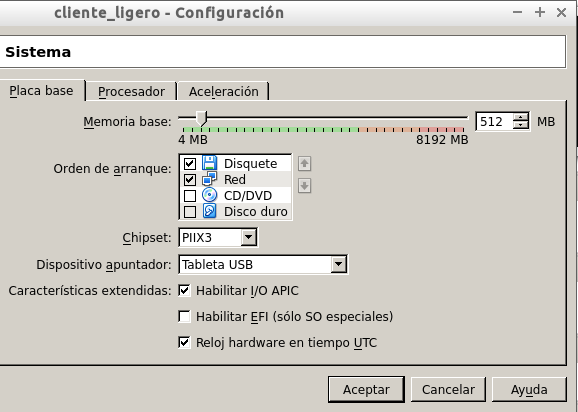 cliente_ligero - Configuración
Sistema
Placa base Procesador Aceleración
Memoria base: 512 MB
4 MB 8192 MB
Orden de arranque: Disquete
Red
CD/DVD
Disco duro
Chipset: PIIX3
Dispositivo apuntador: Tableta USB
Características extendidas: Habilitar I/O APIC
Habilitar EFI (sólo SO especiales)
Reloj hardware en tiempo UTC
Aceptar Cancelar Ayuda